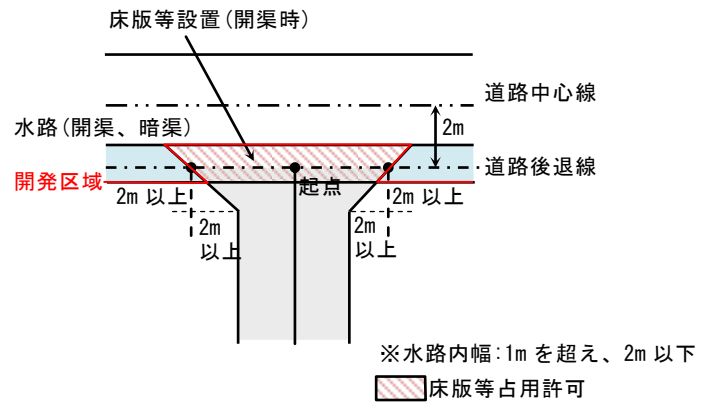 床版等設置(開渠時)
道路中心線
水路(開渠、暗渠)
2m
道路後退線
開発区域
起点
2m 以上
2m 以上
2m
以上
2m
以上
※水路内幅:1m を超え、2m 以下
床版等占用許可